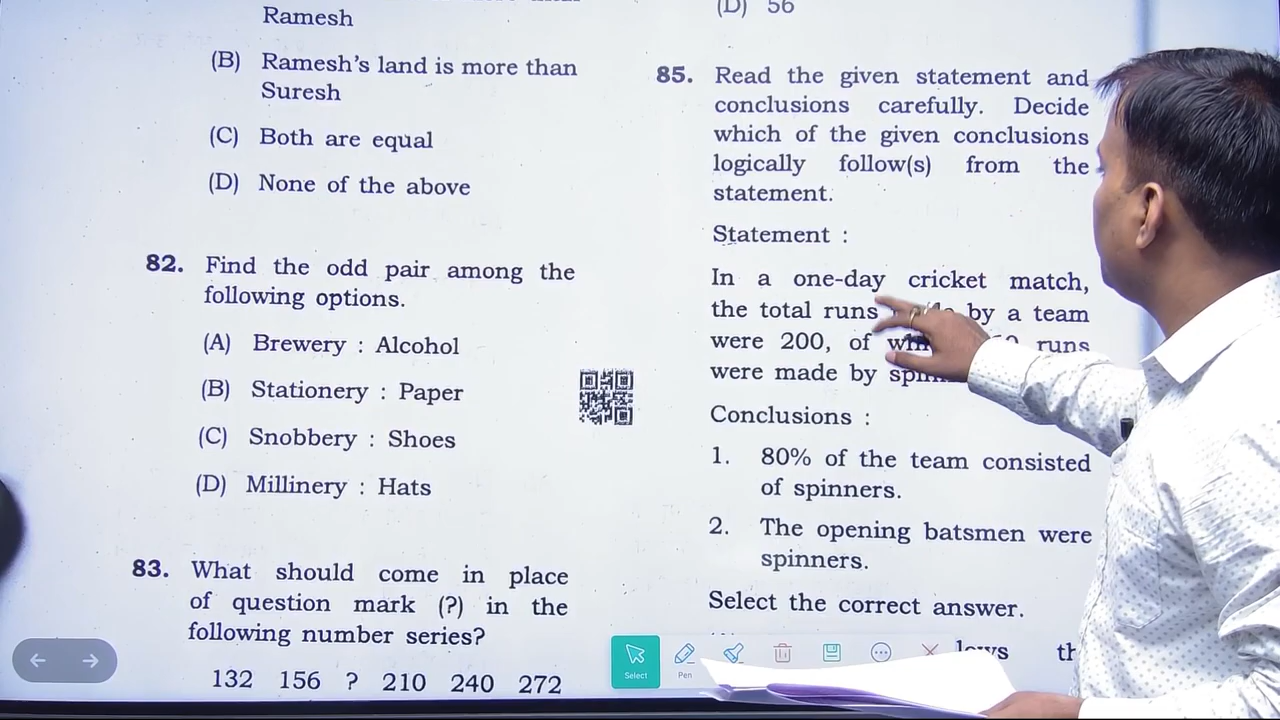 Ramesh
(B) Ramesh's land is more than
Suresh
(C) Both are equal
(D) None of the above
82. Find the odd pair among the
following options.
(A) Brewery : Alcohol
(B) Stationery : Paper
(C) Snobbery : Shoes
(D) Millinery : Hats
83. What should come in place
of question mark (?) in the
following number series?
132 156 ? 210 240 272
(D) 56
85. Read the given statement and
conclusions carefully. Decide
which of the given conclusions
logically follow(s) from the
statement.
Statement :
In a one-day cricket match,
the total runs by a team
were 200, of runs
were made by
Conclusions :
1. 80% of the team consisted
of spinners.
2. The opening batsmen were
spinners.
Select the correct answer.
Select
Pen